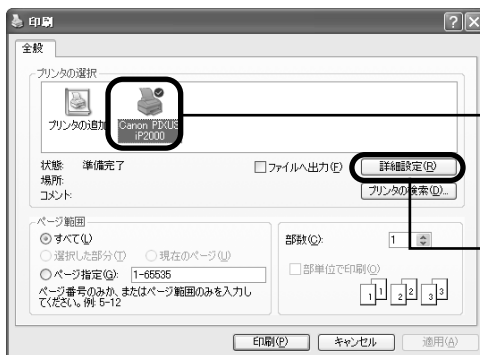 印刷
全般
プリンタの選択
プリンタの追加
Canon PIXUS
iP2000
状態: 準備完了
場所:
コメント:
ファイルへ出力(F)
詳細設定(R)
プリンタの検索(D)...
ページ範囲
すべて(L)
選択した部分(T) 現在のページ(U)
ページ指定(G): 1-65535
ページ番号のみか、またはページ範囲のみを入力し
てください。例: 5-12
部数(C): 1
部単位で印刷(O)
1 1 2 2 3 3
印刷(P) キャンセル 適用(A)